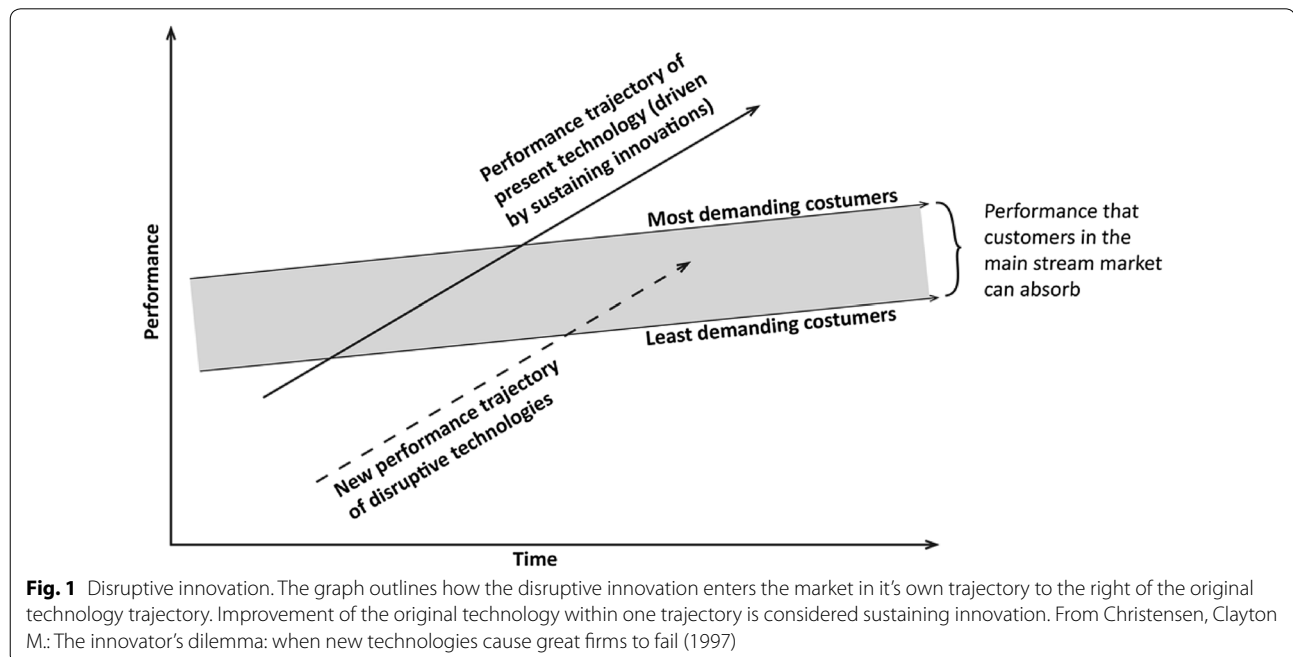 Performance
Performance trajectory of
present technology (driven
by sustaining innovations)
Most demanding costumers
Performance that
customers in the
main stream market
can absorb
Least demanding costumers
New performance trajectory
of disruptive technologies
Time
Fig. 1 Disruptive innovation. The graph outlines how the disruptive innovation enters the market in it's own trajectory to the right of the original
technology trajectory. Improvement of the original technology within one trajectory is considered sustaining innovation. From Christensen, Clayton
M.: The innovator's dilemma: when new technologies cause great firms to fail (1997)